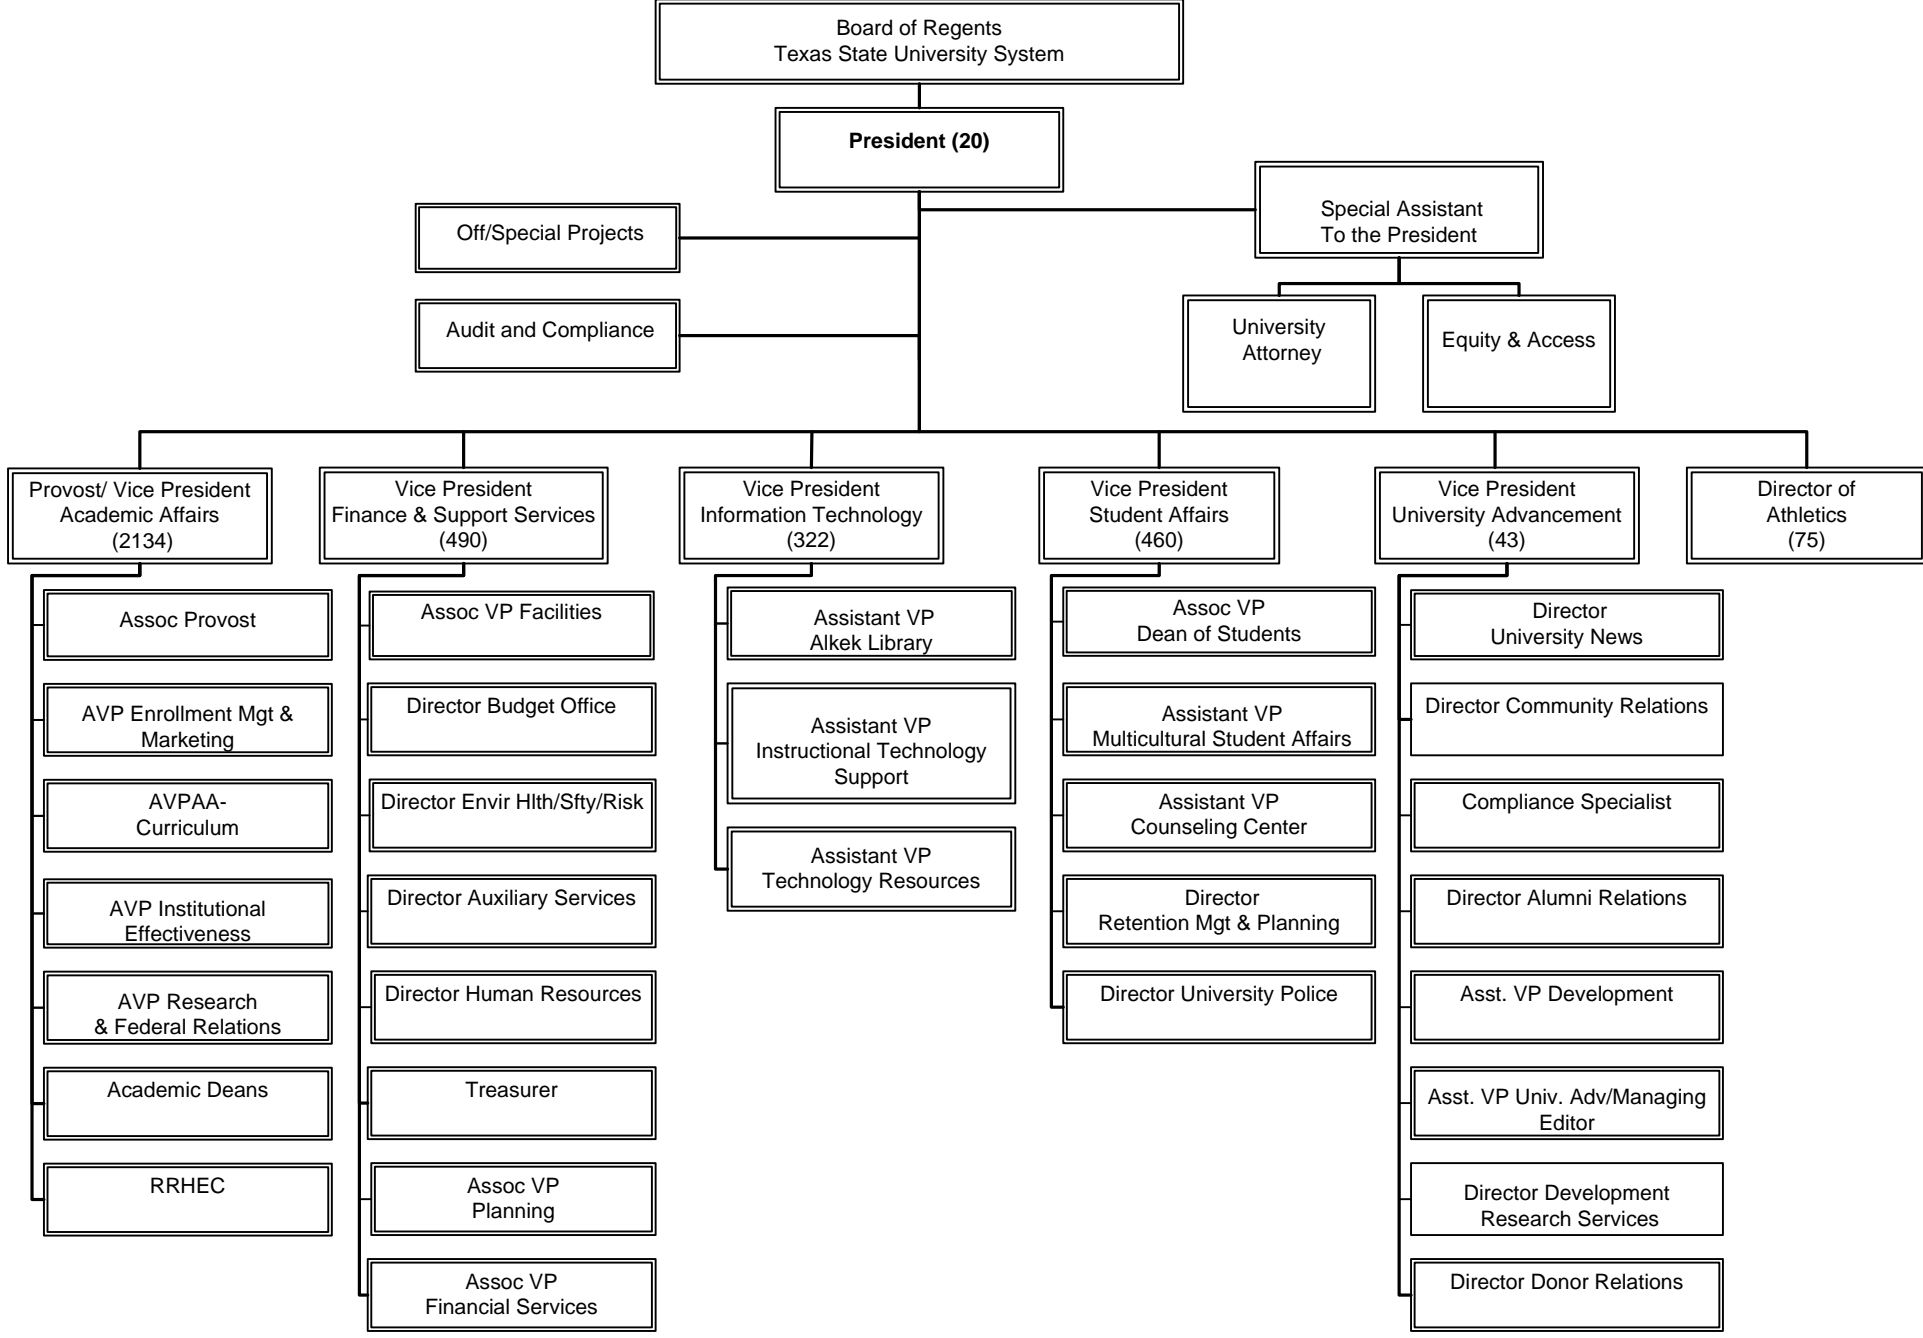 Board of Regents
Texas State University System
President (20)
Special Assistant
To the President
Off/Special Projects
Audit and Compliance
University
Attorney
Equity & Access
Provost/ Vice President
Academic Affairs
(2134)
Vice President
Finance & Support Services
(490)
Vice President
Information Technology
(322)
Vice President
Student Affairs
(460)
Vice President
University Advancement
(43)
Director of
Athletics
(75)
Assoc Provost
AVP Enrollment Mgt &
Marketing
AVPAA-
Curriculum
AVP Institutional
Effectiveness
AVP Research
& Federal Relations
Academic Deans
RRHEC
Assoc VP Facilities
Director Budget Office
Director Envir Hlth/Sfty/Risk
Director Auxiliary Services
Director Human Resources
Treasurer
Assoc VP
Planning
Assoc VP
Financial Services
Assistant VP
Alkek Library
Assistant VP
Instructional Technology
Support
Assistant VP
Technology Resources
Assoc VP
Dean of Students
Assistant VP
Multicultural Student Affairs
Assistant VP
Counseling Center
Director
Retention Mgt & Planning
Director University Police
Director
University News
Director Community Relations
Compliance Specialist
Director Alumni Relations
Asst. VP Development
Asst. VP Univ. Adv/Managing
Editor
Director Development
Research Services
Director Donor Relations